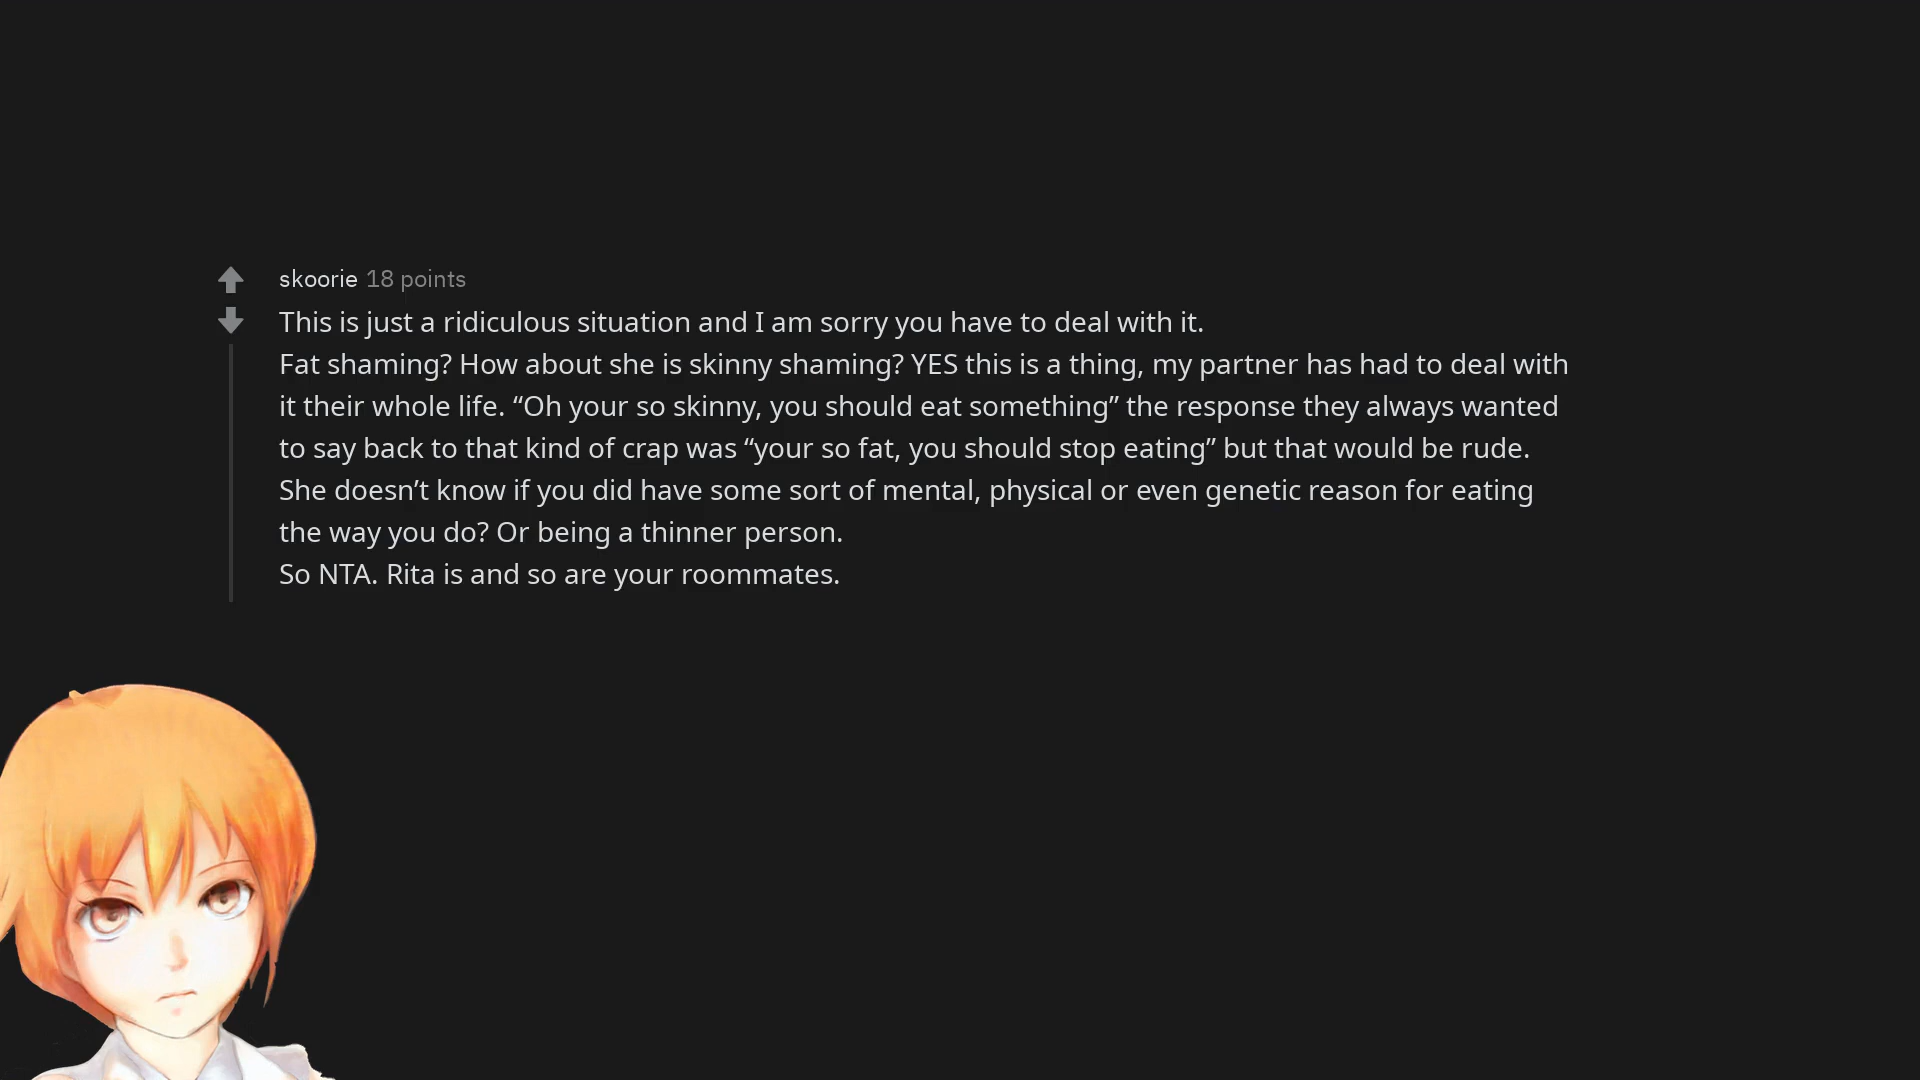 skoorie 18 points
This is just a ridiculous situation and I am sorry you have to deal with it.
Fat shaming? How about she is skinny shaming? YES this is a thing, my partner has had to deal with
it their whole life. “Oh your so skinny, you should eat something” the response they always wanted
to say back to that kind of crap was “your so fat, you should stop eating” but that would be rude.
She doesn’t know if you did have some sort of mental, physical or even genetic reason for eating
the way you do? Or being a thinner person.
So NTA. Rita is and so are your roommates.